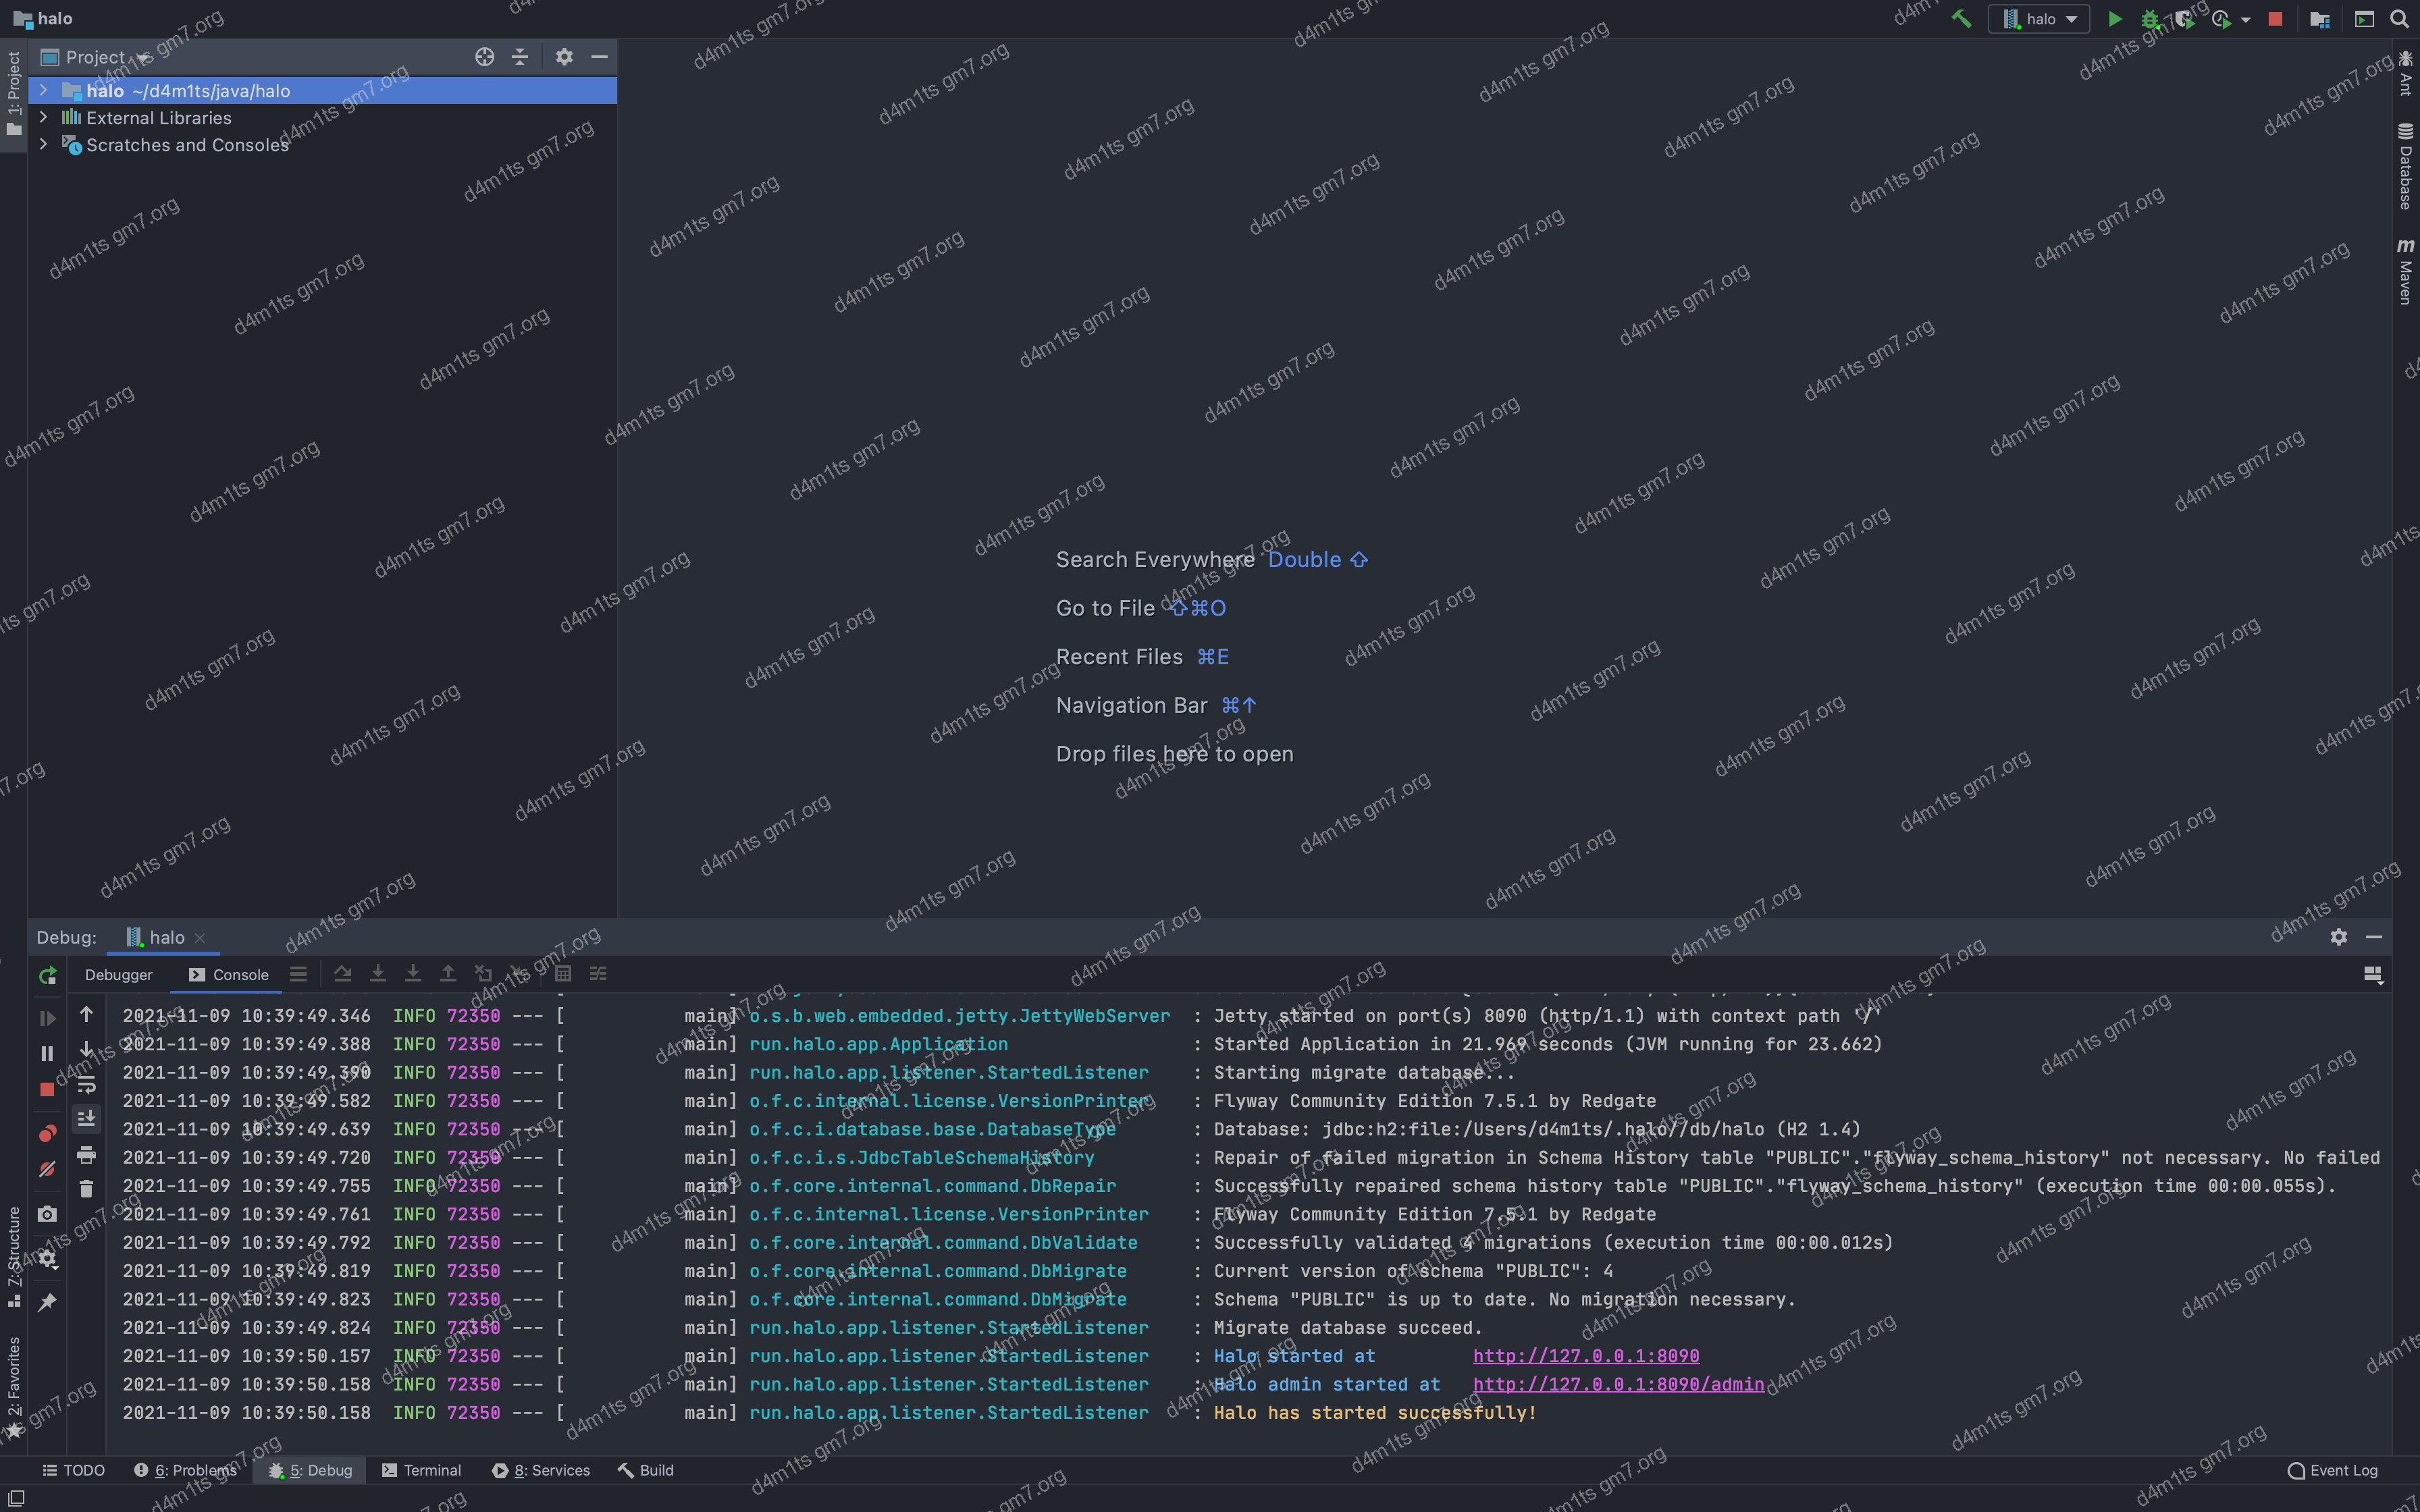 halo
halo
Project
halo ~/d4m1ts/java/halo
External Libraries
Scratches and Consoles
1: Project
Ant
Database
Maven
Search Everywhere Double ⇧
Go to File ⇧⌘O
Recent Files ⌘E
Navigation Bar ⌘↑
Drop files here to open
Debug: halo
Debugger Console
2021-11-09 10:39:49.346 INFO 72350 --- [ main] o.s.b.web.embedded.jetty.JettyWebServer : Jetty started on port(s) 8090 (http/1.1) with context path '/'
2021-11-09 10:39:49.388 INFO 72350 --- [ main] run.halo.app.Application : Started Application in 21.969 seconds (JVM running for 23.662)
2021-11-09 10:39:49.390 INFO 72350 --- [ main] run.halo.app.listener.StartedListener : Starting migrate database...
2021-11-09 10:39:49.582 INFO 72350 --- [ main] o.f.c.internal.license.VersionPrinter : Flyway Community Edition 7.5.1 by Redgate
2021-11-09 10:39:49.639 INFO 72350 --- [ main] o.f.c.i.database.base.DatabaseType : Database: jdbc:h2:file:/Users/d4m1ts/.halo//db/halo (H2 1.4)
2021-11-09 10:39:49.720 INFO 72350 --- [ main] o.f.c.i.s.JdbcTableSchemaHistory : Repair of failed migration in Schema History table "PUBLIC"."flyway_schema_history" not necessary. No failed
2021-11-09 10:39:49.755 INFO 72350 --- [ main] o.f.core.internal.command.DbRepair : Successfully repaired schema history table "PUBLIC"."flyway_schema_history" (execution time 00:00.055s).
2021-11-09 10:39:49.761 INFO 72350 --- [ main] o.f.c.internal.license.VersionPrinter : Flyway Community Edition 7.5.1 by Redgate
2021-11-09 10:39:49.792 INFO 72350 --- [ main] o.f.core.internal.command.DbValidate : Successfully validated 4 migrations (execution time 00:00.012s)
2021-11-09 10:39:49.819 INFO 72350 --- [ main] o.f.core.internal.command.DbMigrate : Current version of schema "PUBLIC": 4
2021-11-09 10:39:49.823 INFO 72350 --- [ main] o.f.core.internal.command.DbMigrate : Schema "PUBLIC" is up to date. No migration necessary.
2021-11-09 10:39:49.824 INFO 72350 --- [ main] run.halo.app.listener.StartedListener : Migrate database succeed.
2021-11-09 10:39:50.157 INFO 72350 --- [ main] run.halo.app.listener.StartedListener : Halo started at http://127.0.0.1:8090
2021-11-09 10:39:50.158 INFO 72350 --- [ main] run.halo.app.listener.StartedListener : Halo admin started at http://127.0.0.1:8090/admin
2021-11-09 10:39:50.158 INFO 72350 --- [ main] run.halo.app.listener.StartedListener : Halo has started successfully!
7: Structure
2: Favorites
TODO 6: Problems 5: Debug Terminal 8: Services Build Event Log
d4m1ts gm7.org